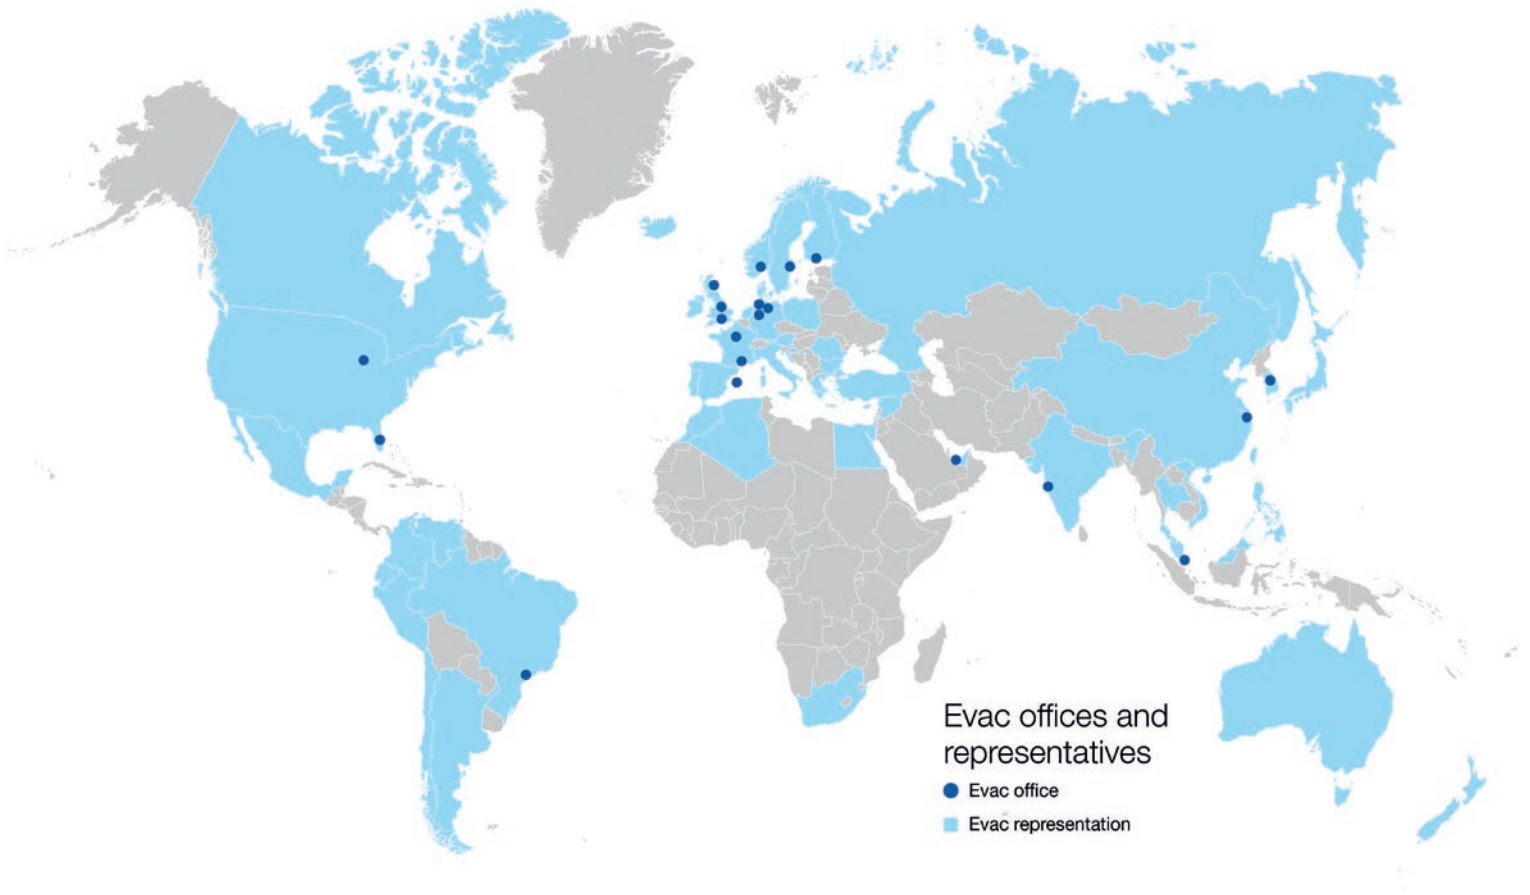 Evac offices and
representatives
Evac office
Evac representation